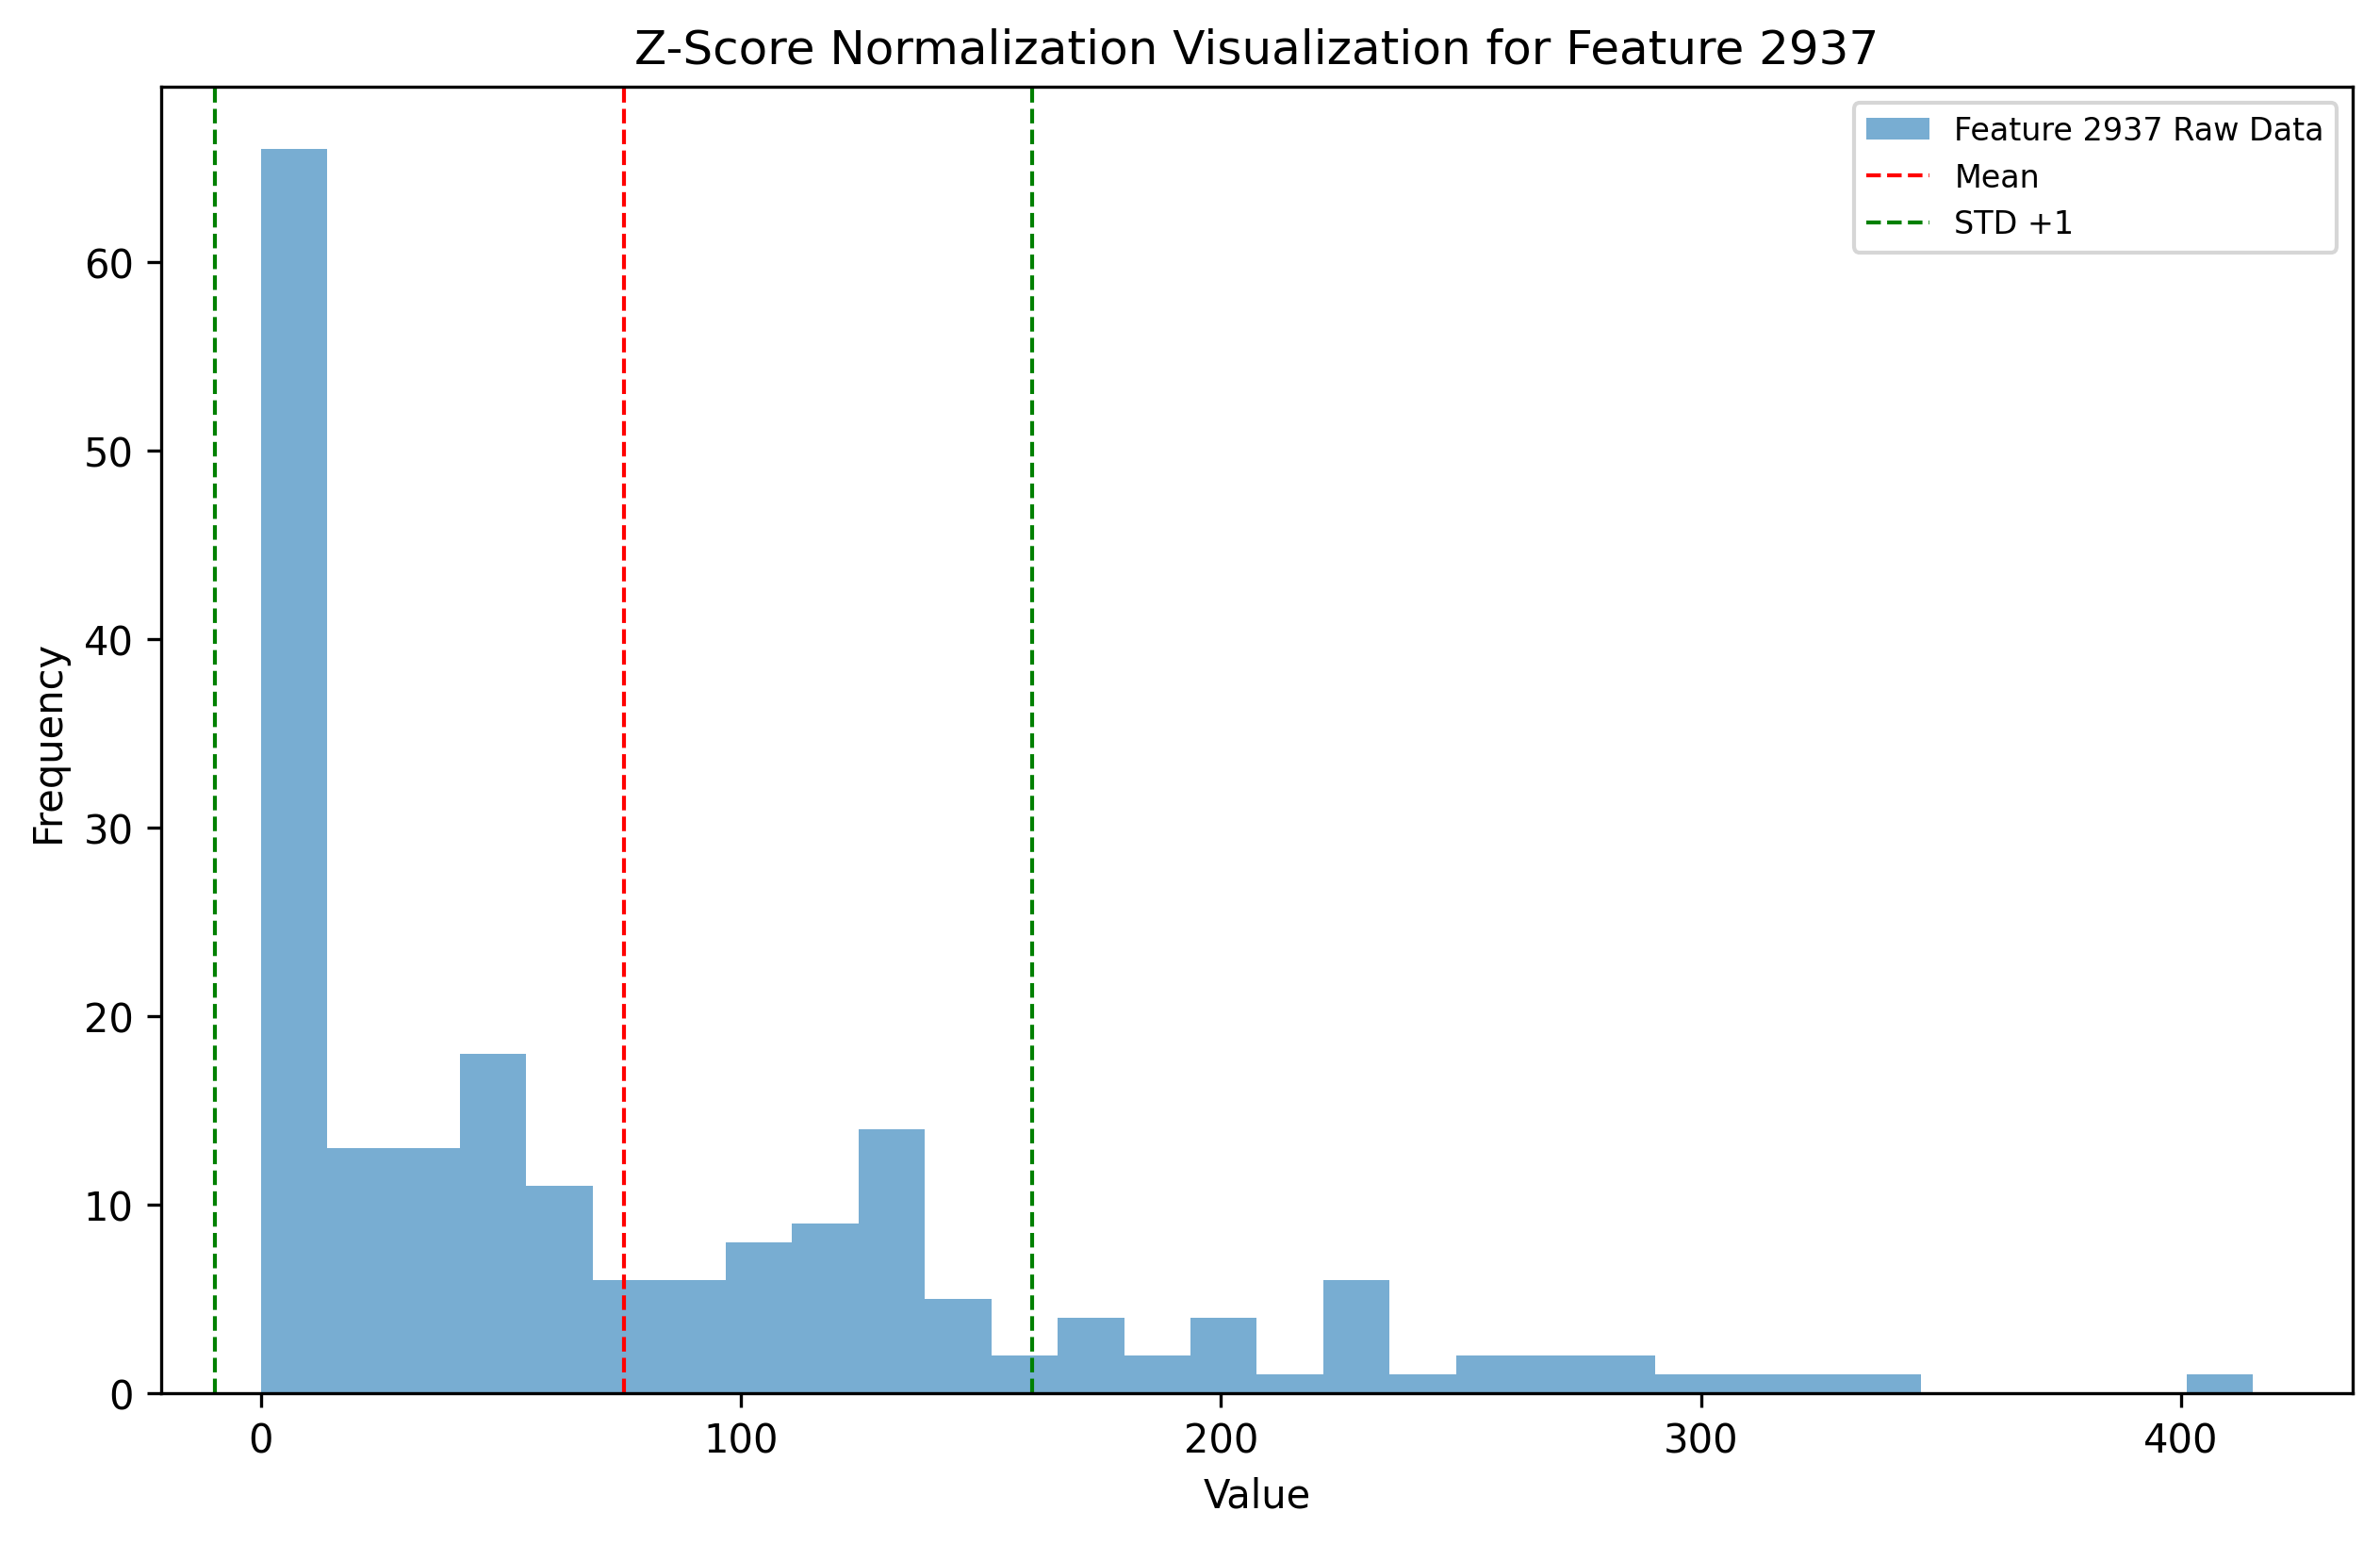 Z-Score Normalization Visualization for Feature 2937
Feature 2937 Raw Data
Mean
STD +1
Frequency
60
50
40
30
20
10
0
0 100 200 300 400
Value